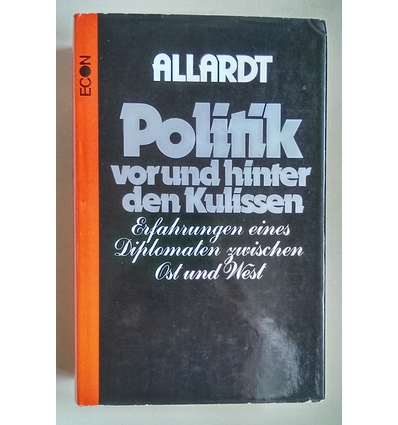 ECON
ALLARDT
Politik
vor und hinter
den Kulissen
Erfahrungen eines
Diplomaten zwischen
Ost und West